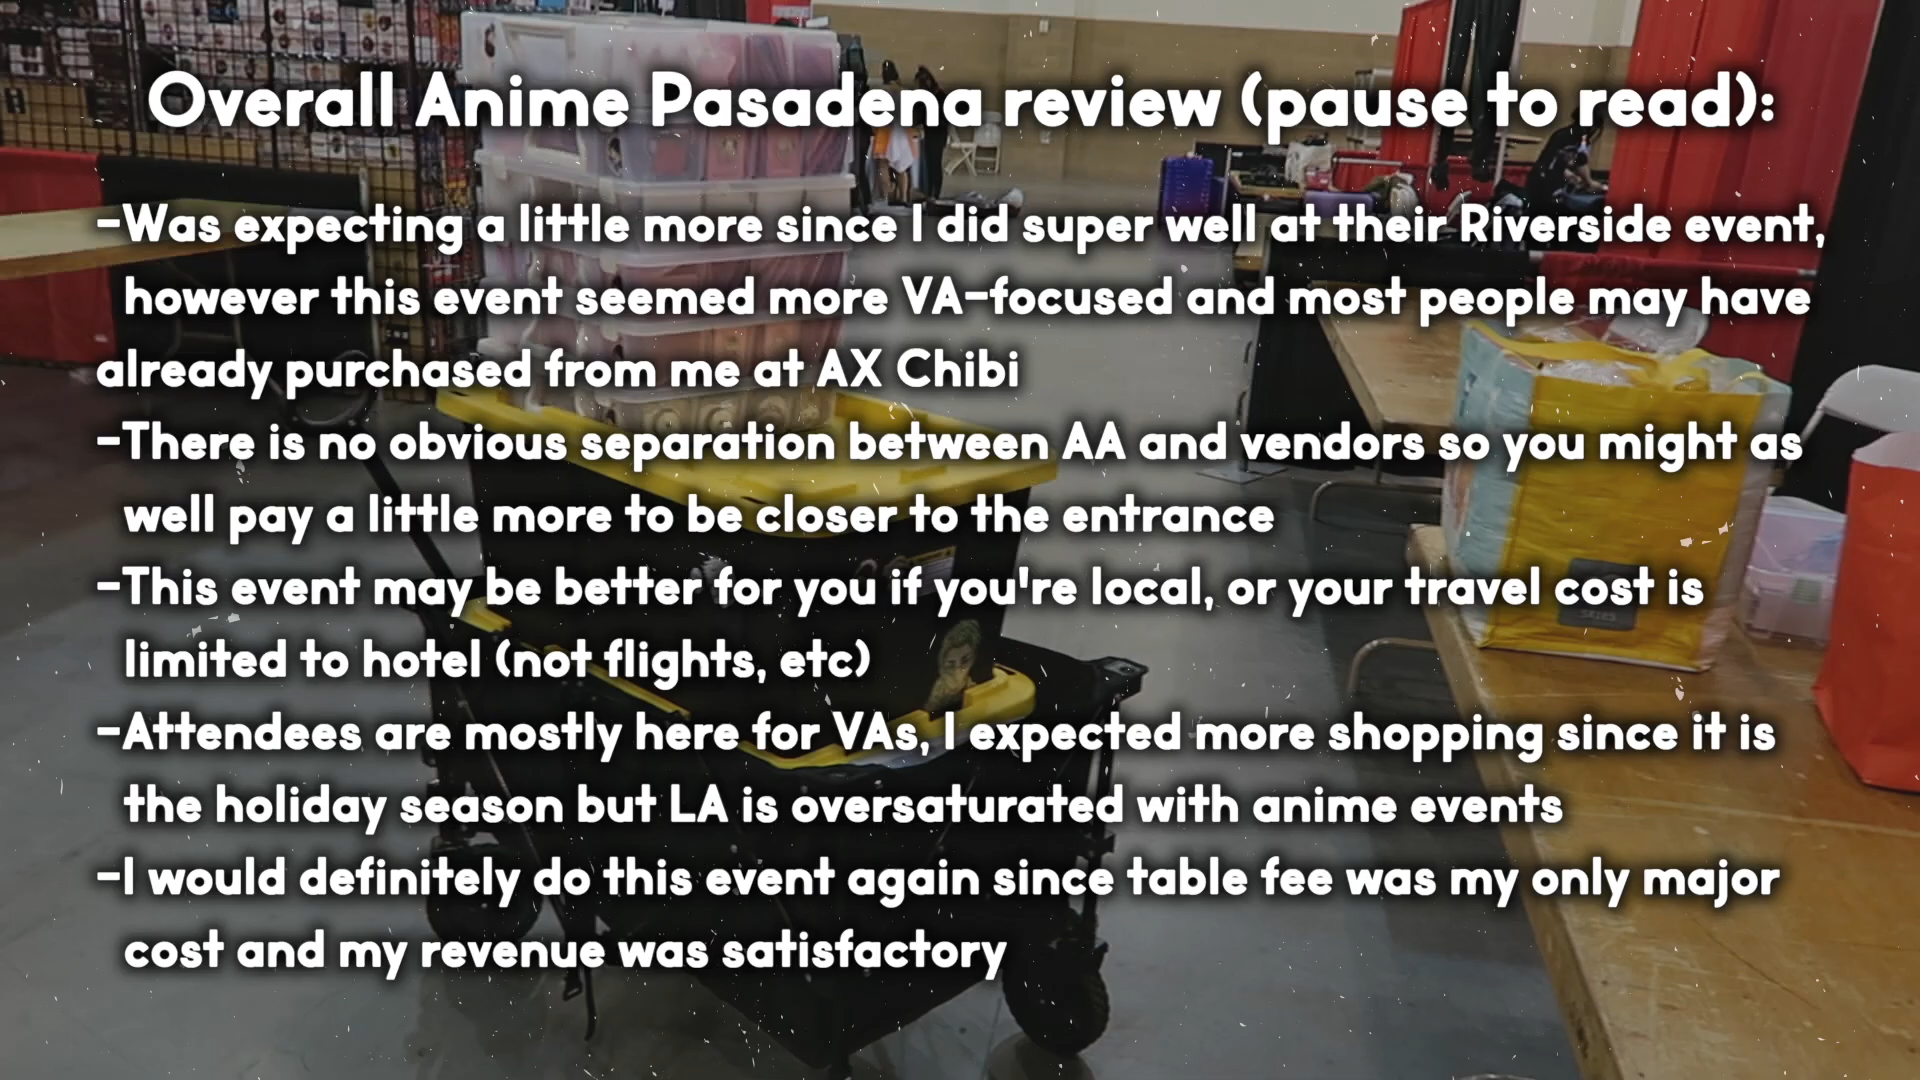 Overall Anime Pasadena review (pause to read):
-Was expecting a little more since I did super well at their Riverside event,
however this event seemed more VA-focused and most people may have
already purchased from me at AX Chibi
-There is no obvious separation between AA and vendors so you might as
well pay a little more to be closer to the entrance
-This event may be better for you if you're local, or your travel cost is
limited to hotel (not flights, etc)
-Attendees are mostly here for VAs, I expected more shopping since it is
the holiday season but LA is oversaturated with anime events
-I would definitely do this event again since table fee was my only major
cost and my revenue was satisfactory